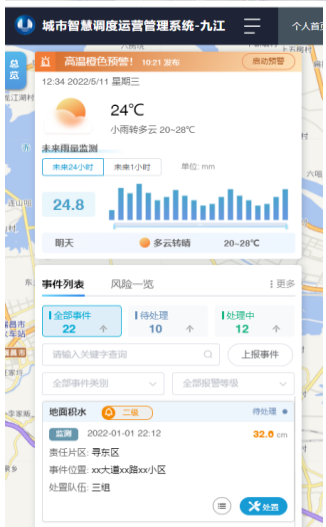 城市智慧调度运营管理系统-九江
个人首页
总览
高温橙色预警! 10:21 发布
启动预警
12:34 2022/5/11 星期三
24℃
小雨转多云 20~28℃
未来雨量监测
未来24小时 未来1小时 单位: mm
24.8
明天 多云转晴 20~28℃
事件列表 风险一览 更多
全部事件 待处理 处理中
22 10 12
请输入关键字查询 上报事件
全部事件类别 全部报警等级
地面积水 二级 待处理
监测 2022-01-01 22:12 32.0 cm
责任片区: 寻东区
事件位置: xx大道xx路xx小区
处置队伍: 三组
处置